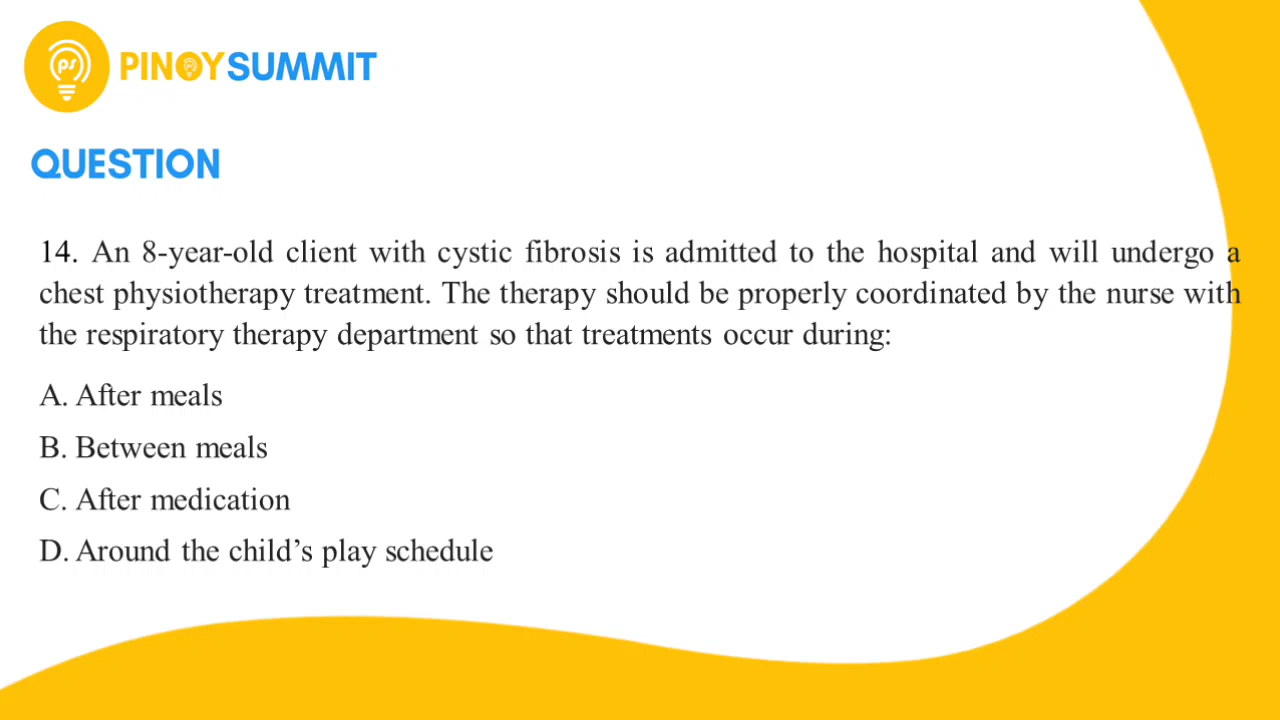 PINOYSUMMIT
QUESTION
14. An 8-year-old client with cystic fibrosis is admitted to the hospital and will undergo a
chest physiotherapy treatment. The therapy should be properly coordinated by the nurse with
the respiratory therapy department so that treatments occur during:
A. After meals
B. Between meals
C. After medication
D. Around the child’s play schedule